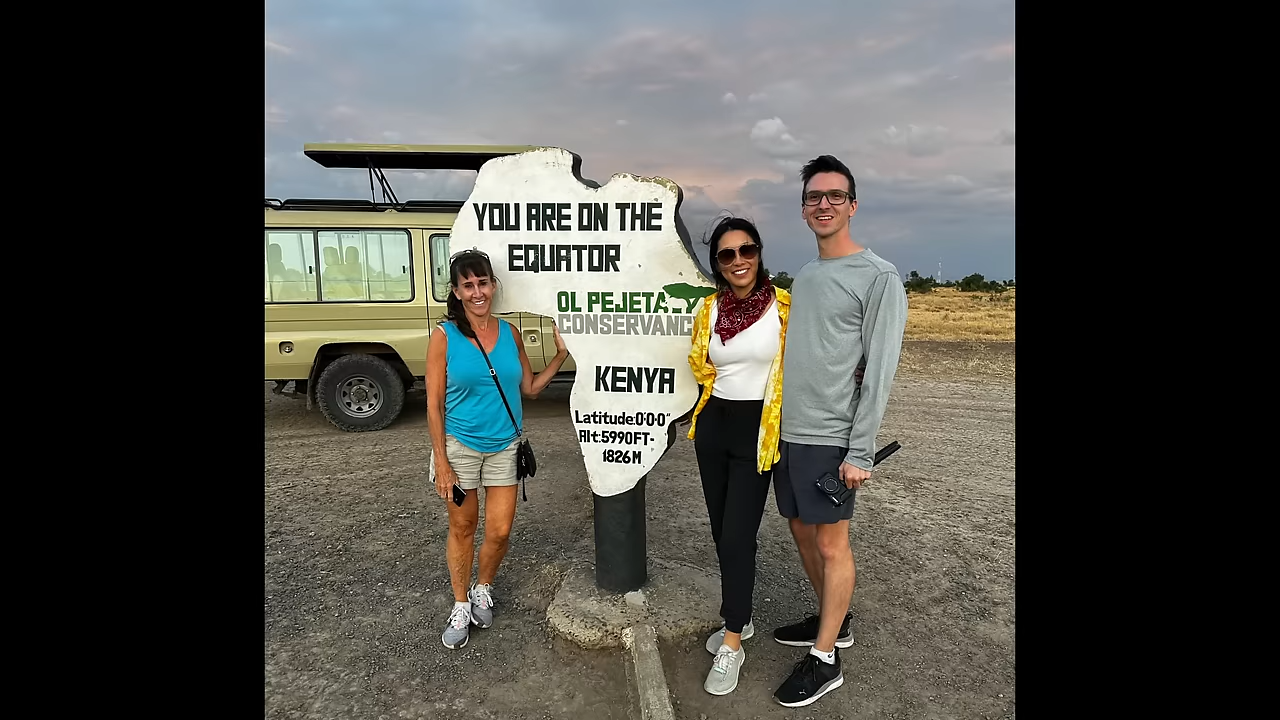 YOU ARE ON THE
EQUATOR
OL PEJETA
CONSERVANC
KENYA
Latitude:0'0'0"
Alt:5990FT-
1826M